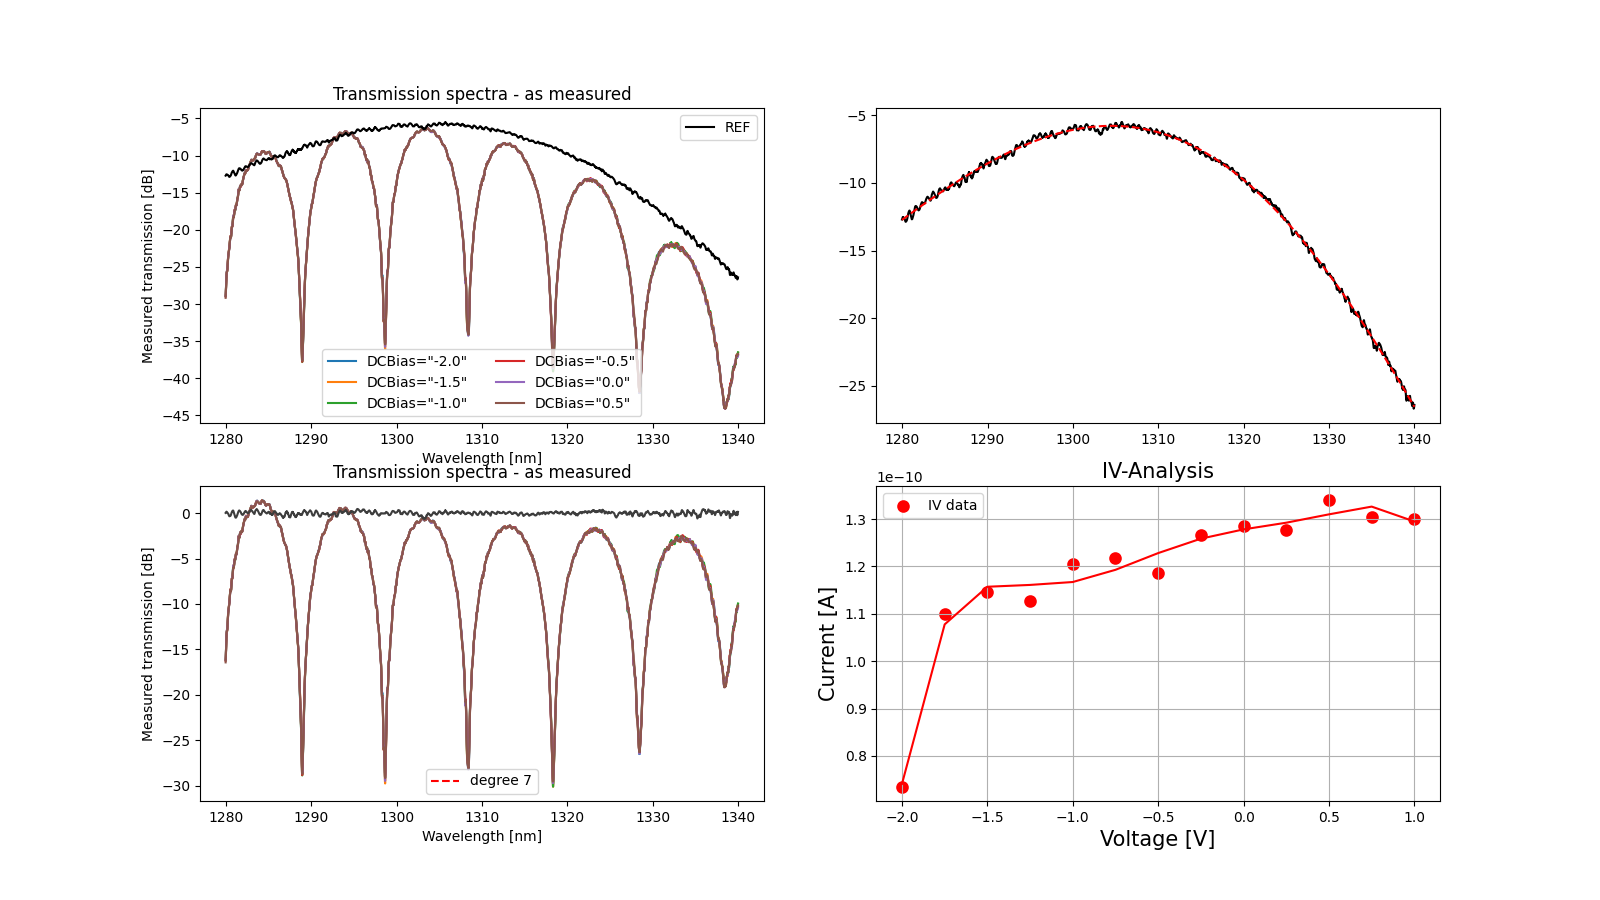 Transmission spectra - as measured
Measured transmission [dB]
−5
−10
−15
−20
−25
−30
−35
−40
−45
REF
DCBias="-2.0"
DCBias="-1.5"
DCBias="-1.0"
DCBias="-0.5"
DCBias="0.0"
DCBias="0.5"
1280 1290 1300 1310 1320 1330 1340
Wavelength [nm]
−5
−10
−15
−20
−25
1280 1290 1300 1310 1320 1330 1340
Transmission spectra - as measured
Measured transmission [dB]
0
−5
−10
−15
−20
−25
−30
degree 7
1280 1290 1300 1310 1320 1330 1340
Wavelength [nm]
IV-Analysis
1e−10
Current [A]
1.3
1.2
1.1
1.0
0.9
0.8
IV data
−2.0 −1.5 −1.0 −0.5 0.0 0.5 1.0
Voltage [V]